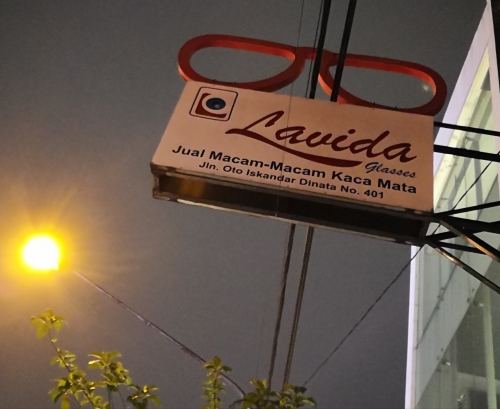 Lavida
Glasses
Jual Macam-Macam Kaca Mata
Jln. Oto Iskandar Dinata No. 401